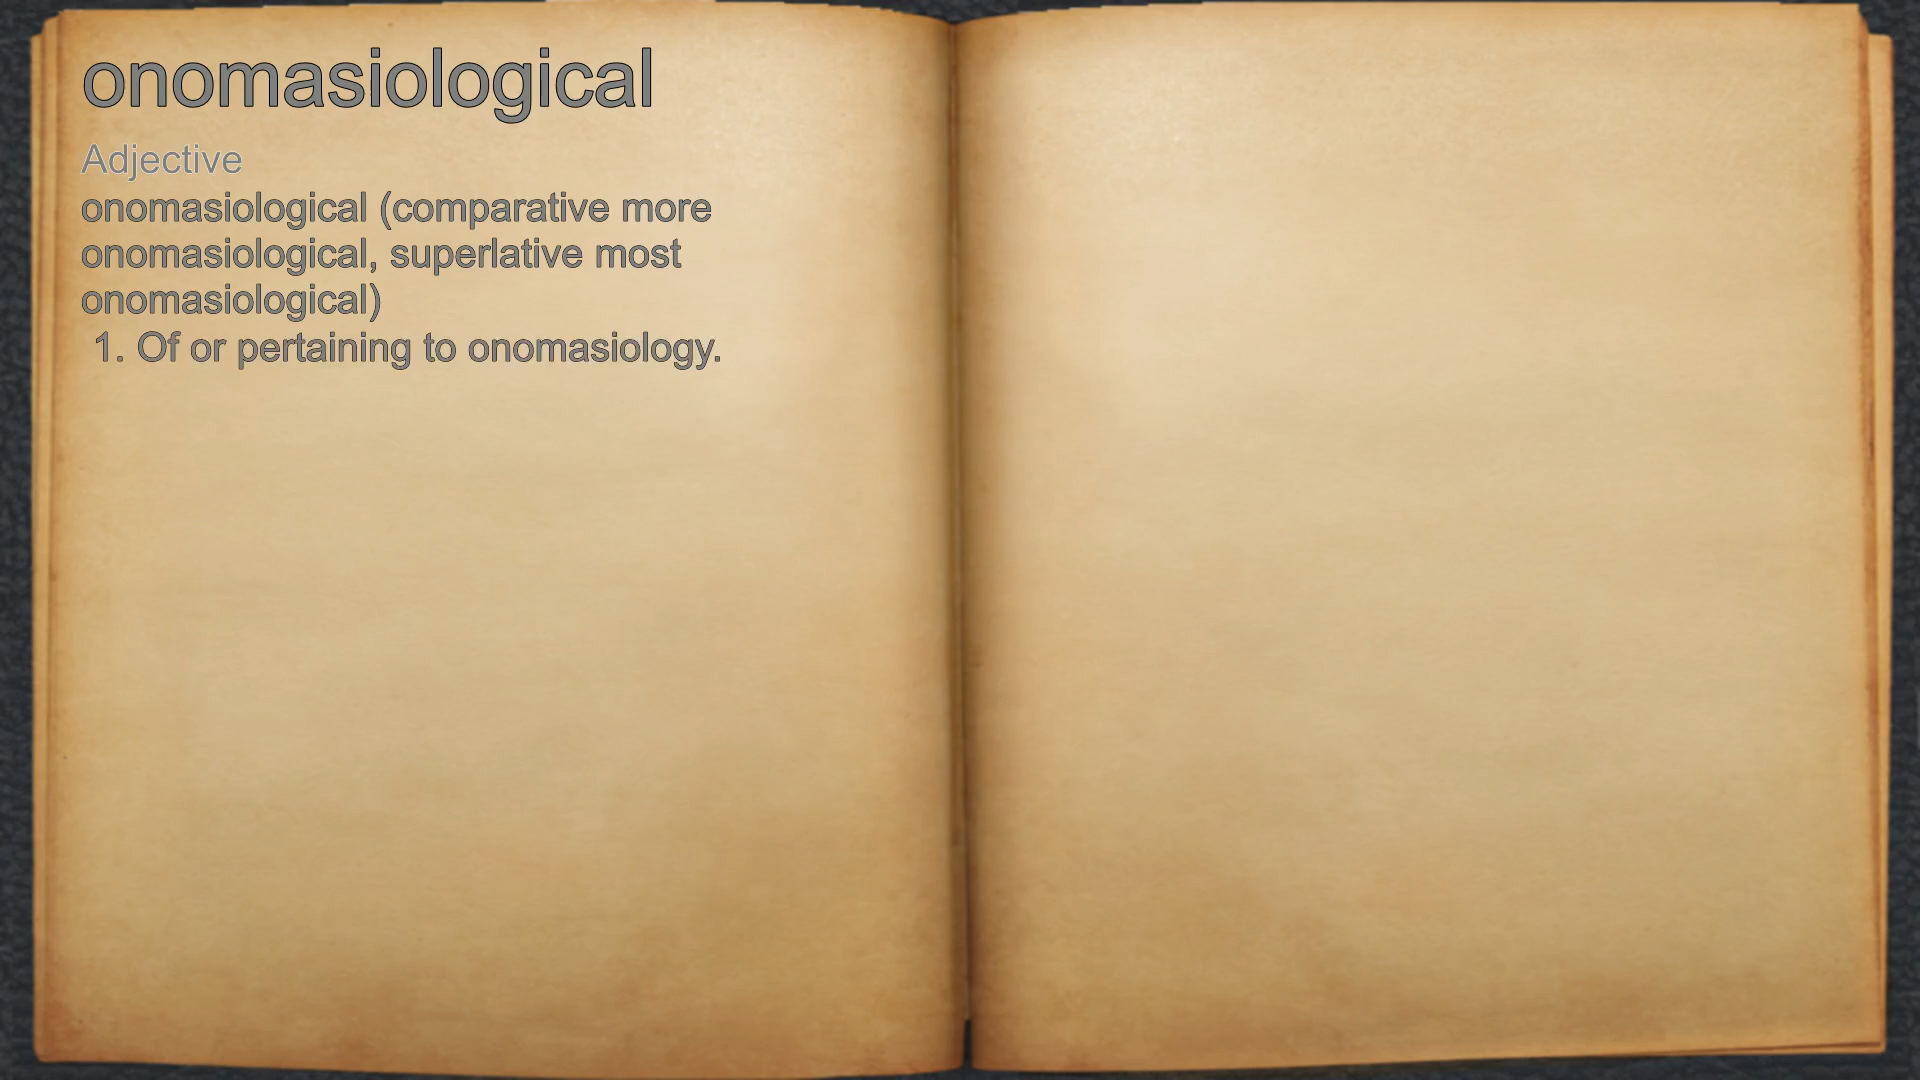 onomasiological
Adjective
onomasiological (comparative more
onomasiological, superlative most
onomasiological)
1. Of or pertaining to onomasiology.